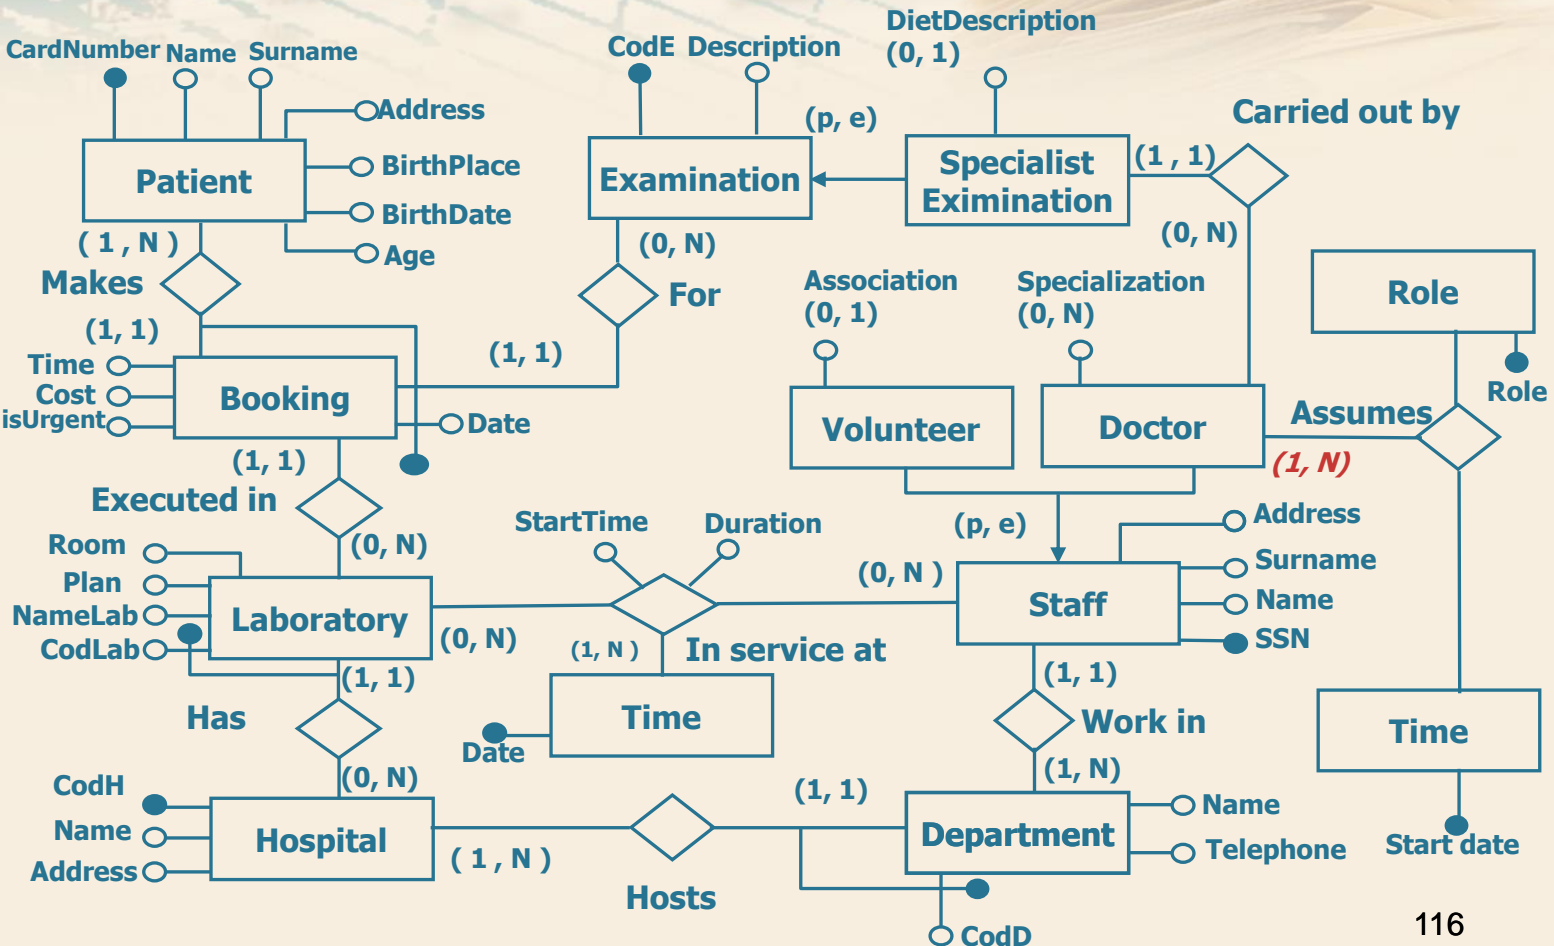 DietDescription
(0, 1)
CardNumber Name Surname
CodE Description
Address
(p, e)
Carried out by
Patient
BirthPlace
BirthDate
Age
Examination
Specialist
Eximination
(1 , 1)
( 1 , N )
(0, N)
(0, N)
Makes
For
Association
(0, 1)
Specialization
(0, N)
Role
(1, 1)
(1, 1)
Time
Cost
isUrgent
Booking
Date
Role
Volunteer
Doctor
Assumes
(1, N)
(1, 1)
Executed in
(0, N)
StartTime
Duration
(p, e)
Address
Surname
Name
SSN
Room
Plan
NameLab
CodLab
Laboratory
(0, N)
(0, N )
Staff
(1, N )
In service at
(1, 1)
(1, 1)
Has
Time
Date
Work in
Time
(0, N)
(1, N)
CodH
Name
Address
Hospital
( 1 , N )
(1, 1)
Department
Name
Telephone
Start date
Hosts
CodD
116